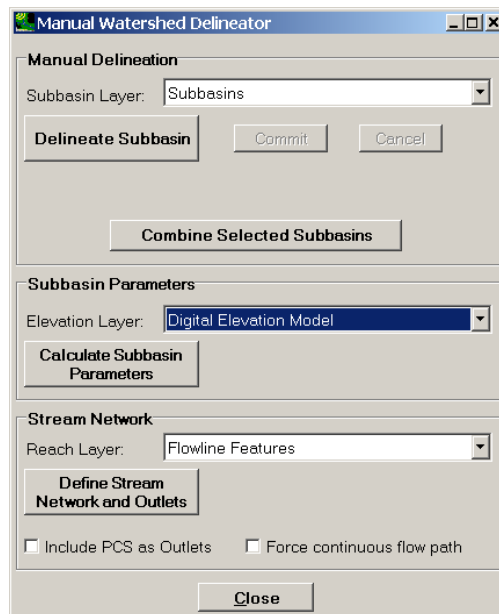 Manual Watershed Delineator
Manual Delineation
Subbasin Layer: Subbasins
Delineate Subbasin Commit Cancel
Combine Selected Subbasins
Subbasin Parameters
Elevation Layer: Digital Elevation Model
Calculate Subbasin
Parameters
Stream Network
Reach Layer: Flowline Features
Define Stream
Network and Outlets
Include PCS as Outlets Force continuous flow path
Close